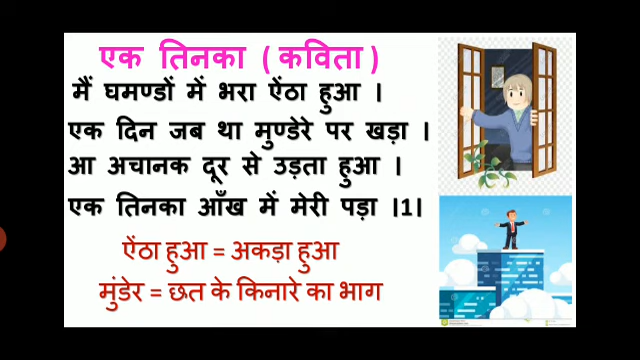 एक तिनका (कविता)
मैं घमण्डों में भरा ऐंठा हुआ ।
एक दिन जब था मुण्डेरे पर खड़ा ।
आ अचानक दूर से उड़ता हुआ ।
एक तिनका आँख में मेरी पड़ा ।1।
ऐंठा हुआ = अकड़ा हुआ
मुंडेर = छत के किनारे का भाग